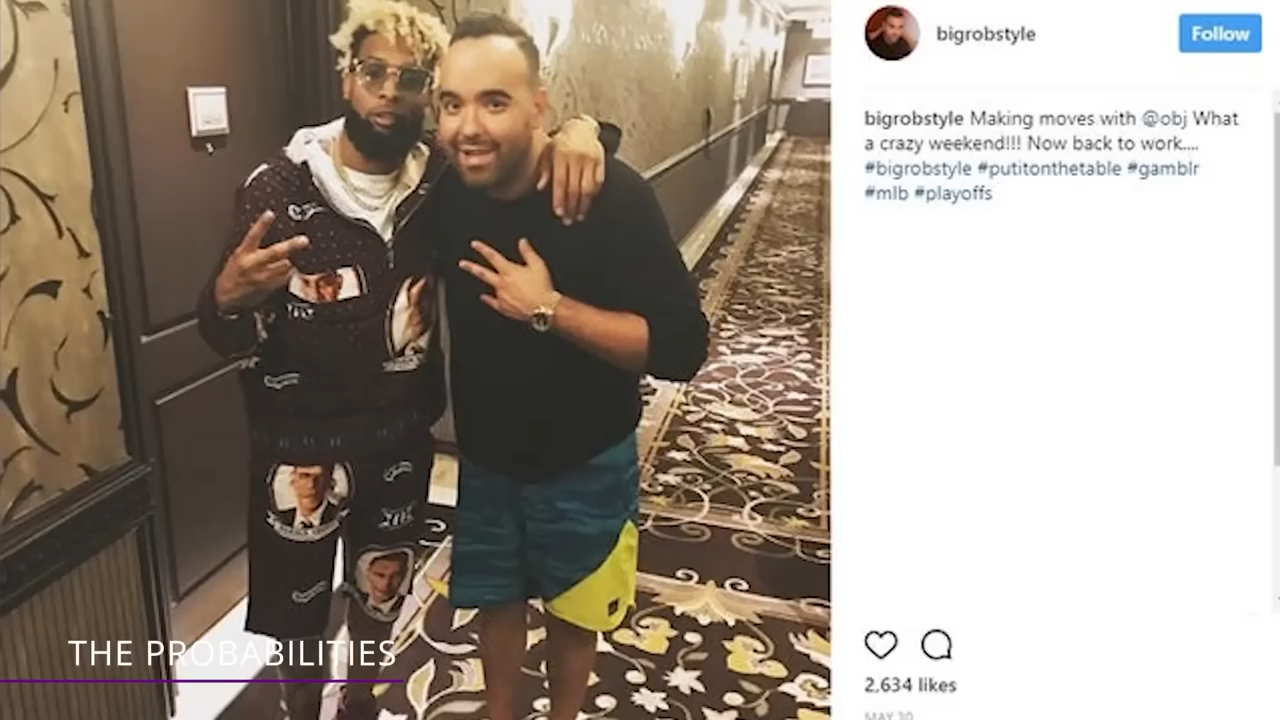 bigrobstyle
Follow
bigrobstyle Making moves with @obj What
a crazy weekend!!! Now back to work....
#bigrobstyle #putitonthetable #gamblr
#mlb #playoffs
2,634 likes
MAY 30
THE PROBABILITIES